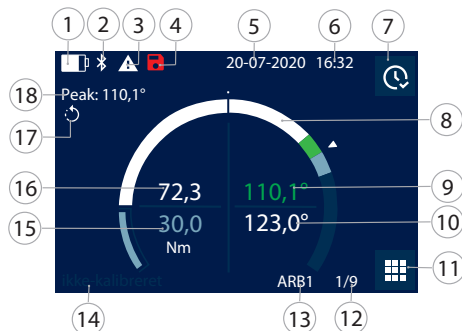 1 2 3 4 5 6 7
20-07-2020 16:32
18 Peak: 110,1°
8
17
16 72,3 110,1° 9
15 30,0 123,0° 10
Nm
11
Ikke-kalibreret ARB1 1/9
14 13 12